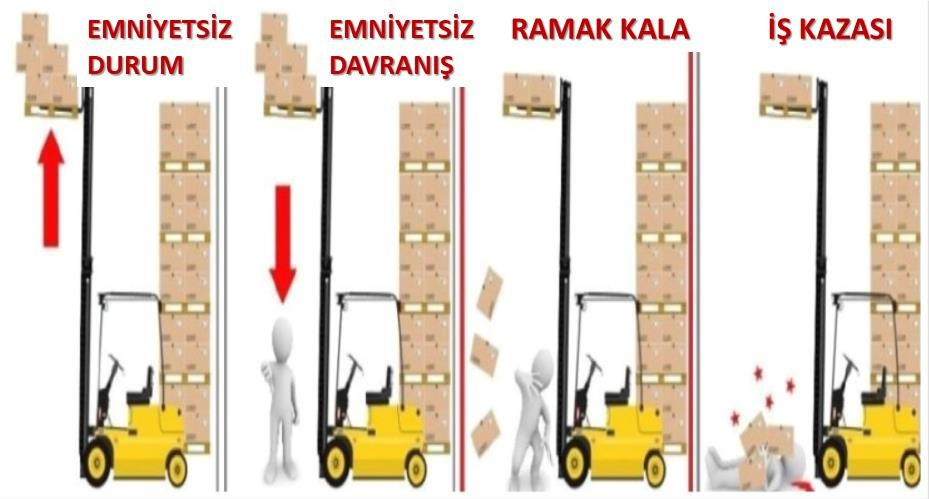 EMNİYETSİZ
DURUM
EMNİYETSİZ
DAVRANIŞ
RAMAK KALA
İŞ KAZASI